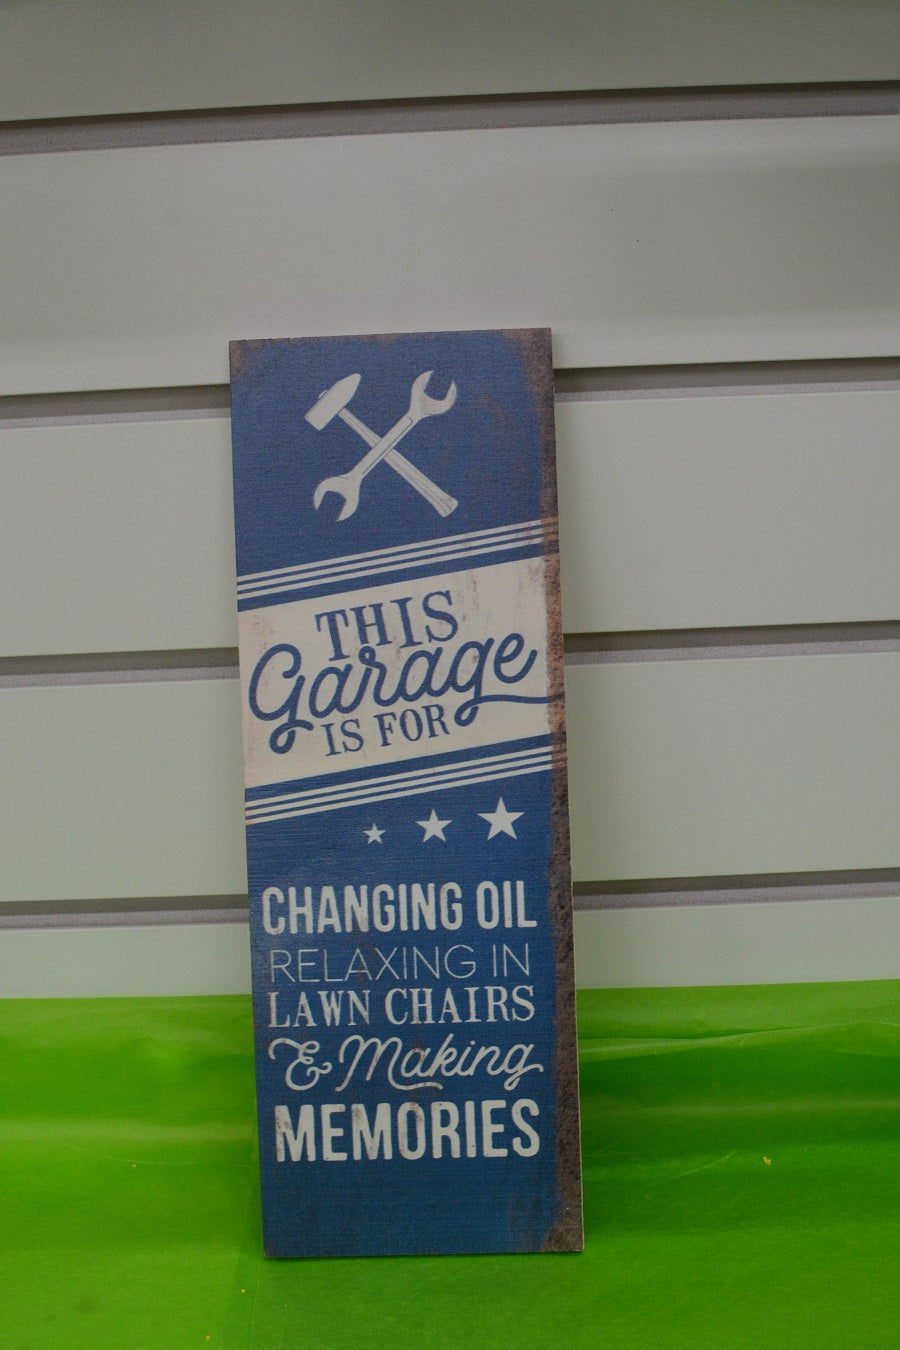 THIS
Garage
IS FOR
CHANGING OIL
RELAXING IN
LAWN CHAIRS
& Making
MEMORIES